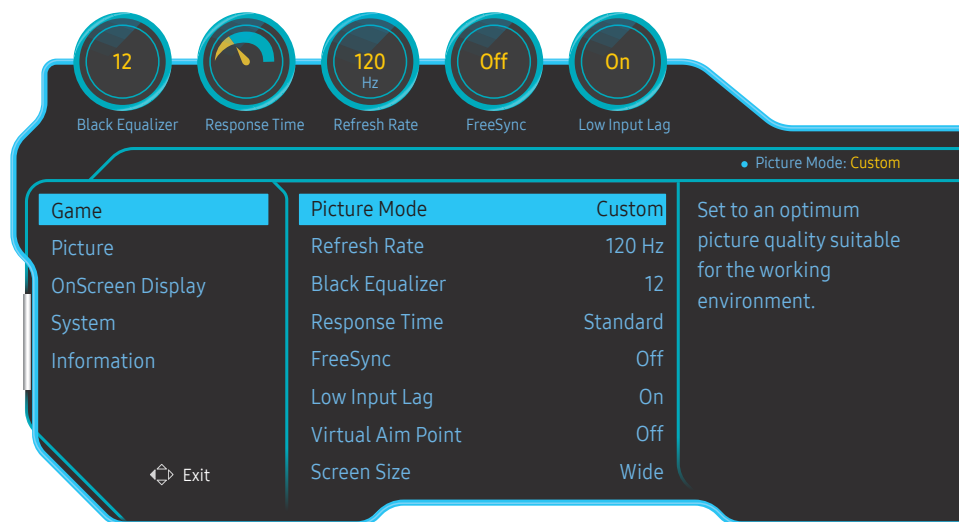 12
120
Hz
Off
On
Black Equalizer
Response Time
Refresh Rate
FreeSync
Low Input Lag
Picture Mode: Custom
Game
Picture
OnScreen Display
System
Information
Exit
Picture Mode Custom
Refresh Rate 120 Hz
Black Equalizer 12
Response Time Standard
FreeSync Off
Low Input Lag On
Virtual Aim Point Off
Screen Size Wide
Set to an optimum
picture quality suitable
for the working
environment.